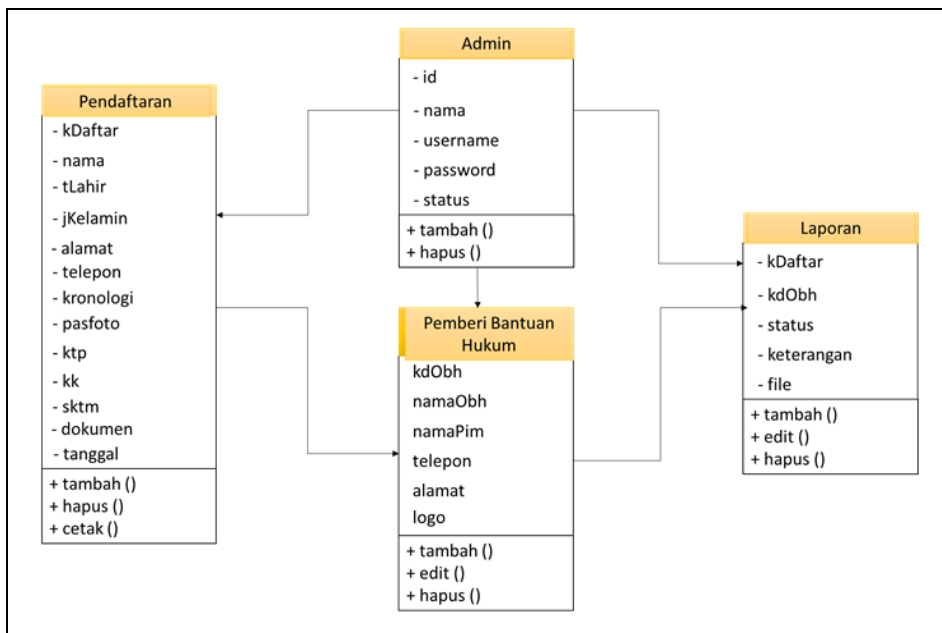 Admin
- id
- nama
- username
- password
- status
+ tambah ()
+ hapus ()
Pendaftaran
- kDaftar
- nama
- tLahir
- jKelamin
- alamat
- telepon
- kronologi
- pasfoto
- ktp
- kk
- sktm
- dokumen
- tanggal
+ tambah ()
+ hapus ()
+ cetak ()
Pemberi Bantuan
Hukum
kdObh
namaObh
namaPim
telepon
alamat
logo
+ tambah ()
+ edit ()
+ hapus ()
Laporan
- kDaftar
- kdObh
- status
- keterangan
- file
+ tambah ()
+ edit ()
+ hapus ()